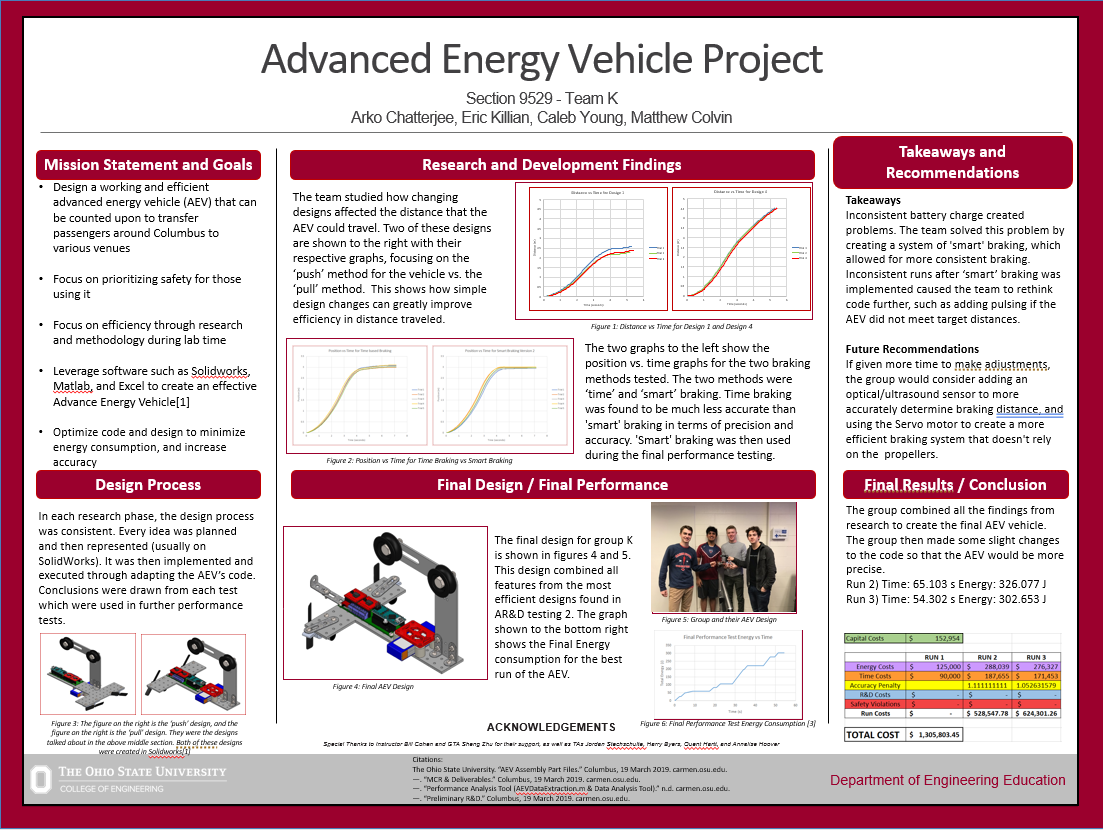 Advanced Energy Vehicle Project
Section 9529 - Team K
Arko Chatterjee, Eric Killian, Caleb Young, Matthew Colvin
Mission Statement and Goals
• Design a working and efficient
advanced energy vehicle (AEV) that can
be counted upon to transfer
passengers around Columbus to
various venues
• Focus on prioritizing safety for those
using it
• Focus on efficiency through research
and methodology during lab time
• Leverage software such as Solidworks,
Matlab, and Excel to create an effective
Advance Energy Vehicle[1]
• Optimize code and design to minimize
energy consumption, and increase
accuracy
Design Process
In each research phase, the design process
was consistent. Every idea was planned
and then represented (usually on
SolidWorks). It was then implemented and
executed through adapting the AEV's code.
Conclusions were drawn from each test
which were used in further performance
tests.
Figure 3: The figure on the right is the 'push' design, and the
figure on the right is the 'pull' design. They were the designs
talked about in the above middle section. Both of these designs
were created in Solidworks[1]
Research and Development Findings
The team studied how changing
designs affected the distance that the
AEV could travel. Two of these designs
are shown to the right with their
respective graphs, focusing on the
'push' method for the vehicle vs. the
'pull' method. This shows how simple
design changes can greatly improve
efficiency in distance traveled.
Distance vs Time for Design 1
Distance vs Time for Design 4
Figure 1: Distance vs Time for Design 1 and Design 4
Position vs Time for Time based Braking
Position vs Time for Smart Braking Version 2
Figure 2: Position vs Time for Time Braking vs Smart Braking
The two graphs to the left show the
position vs. time graphs for the two braking
methods tested. The two methods were
'time' and 'smart' braking. Time braking
was found to be much less accurate than
'smart' braking in terms of precision and
accuracy. 'Smart' braking was then used
during the final performance testing.
Final Design / Final Performance
Figure 4: Final AEV Design
The final design for group K
is shown in figures 4 and 5.
This design combined all
features from the most
efficient designs found in
AR&D testing 2. The graph
shown to the bottom right
shows the Final Energy
consumption for the best
run of the AEV.
Figure 5: Group and their AEV Design
Final Performance Test Energy vs Time
Total Energy (J)
Time (s)
Figure 6: Final Performance Test Energy Consumption [3]
ACKNOWLEDGEMENTS
Special Thanks to Instructor Bill Cohen and GTA Sheng Zhu for their support, as well as TAs Jordan Stechschulte, Harry Byers, Quent Hertl, and Annelise Hoover
Takeaways and
Recommendations
Takeaways
Inconsistent battery charge created
problems. The team solved this problem by
creating a system of 'smart' braking, which
allowed for more consistent braking.
Inconsistent runs after 'smart' braking was
implemented caused the team to rethink
code further, such as adding pulsing if the
AEV did not meet target distances.
Future Recommendations
If given more time to make adjustments,
the group would consider adding an
optical/ultrasound sensor to more
accurately determine braking distance, and
using the Servo motor to create a more
efficient braking system that doesn't rely
on the propellers.
Final Results / Conclusion
The group combined all the findings from
research to create the final AEV vehicle.
The group then made some slight changes
to the code so that the AEV would be more
precise.
Run 2) Time: 65.103 s Energy: 326.077 J
Run 3) Time: 54.302 s Energy: 302.653 J
Capital Costs $ 152,954
RUN 1 RUN 2 RUN 3
Energy Costs $ 125,000 $ 288,039 $ 276,327
Time Costs $ 90,000 $ 187,655 $ 171,453
Accuracy Penalty 1.111111111 1.052631579
R&D Costs $ - $ - $ -
Safety Violations $ - $ - $ -
Run Costs $ - $ 528,547.78 $ 624,301.26
TOTAL COST $ 1,305,803.45
THE OHIO STATE UNIVERSITY
COLLEGE OF ENGINEERING
Citations:
The Ohio State University. "AEV Assembly Part Files." Columbus, 19 March 2019. carmen.osu.edu.
—. "MCR & Deliverables." Columbus, 19 March 2019. carmen.osu.edu.
—. "Performance Analysis Tool (AEVDataExtraction.m & Data Analysis Tool)." n.d. carmen.osu.edu.
—. "Preliminary R&D." Columbus, 19 March 2019. carmen.osu.edu.
Department of Engineering Education